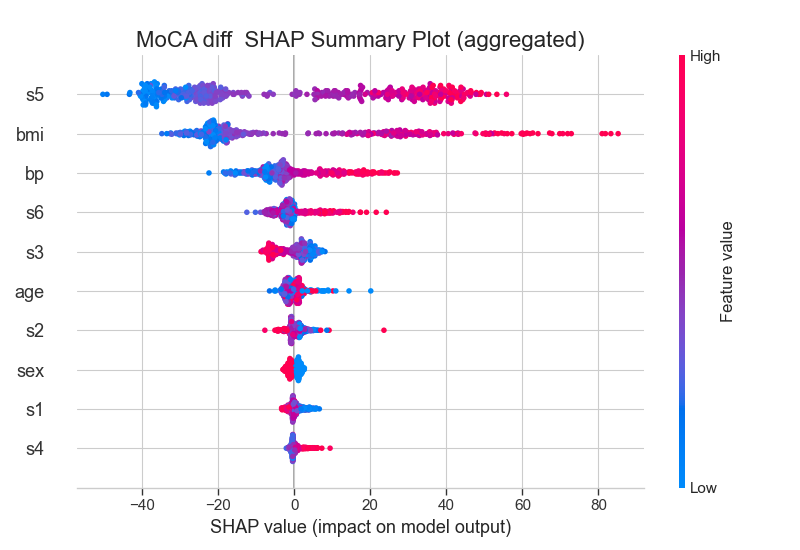 MoCA diff  SHAP Summary Plot (aggregated)
High
s5
bmi
bp
s6
s3
age
s2
sex
s1
s4
Feature value
Low
−40 −20 0 20 40 60 80
SHAP value (impact on model output)